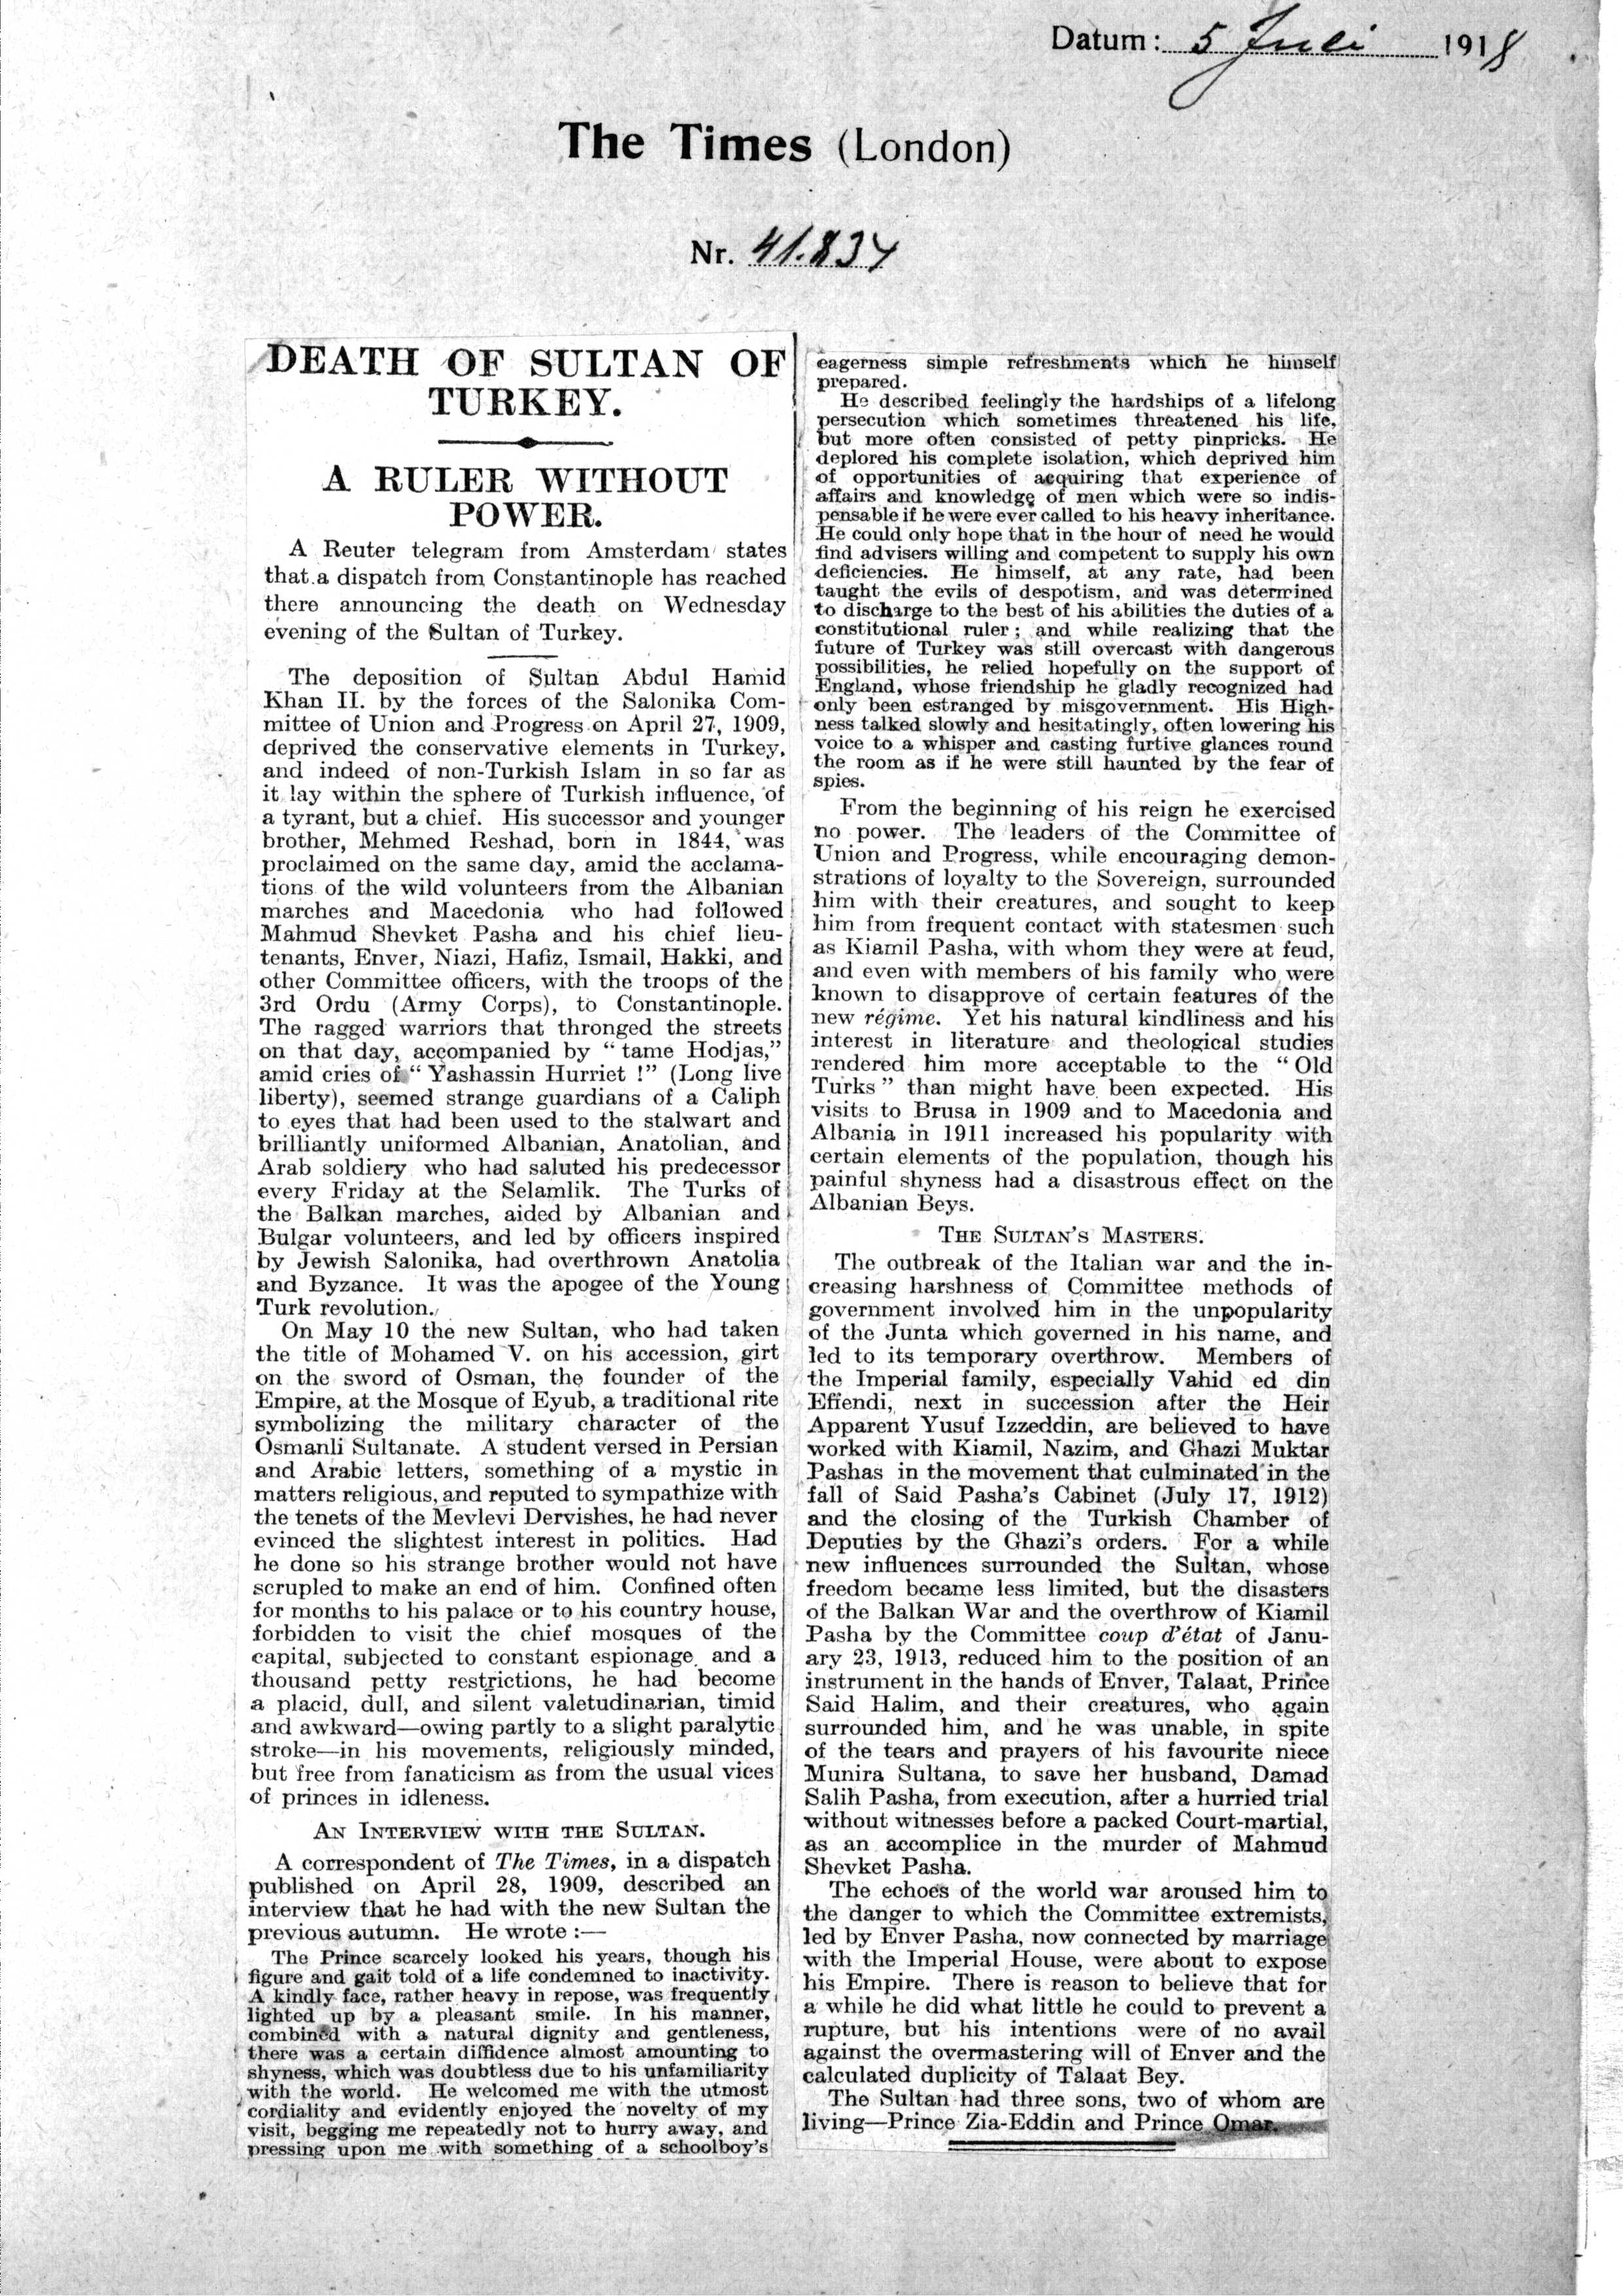 Datum: 5 Juli 1918
The Times (London)
Nr. 41.834
DEATH OF SULTAN OF
TURKEY.
A RULER WITHOUT
POWER.
A Reuter telegram from Amsterdam states
that a dispatch from Constantinople has reached
there announcing the death on Wednesday
evening of the Sultan of Turkey.
The deposition of Sultan Abdul Hamid
Khan II. by the forces of the Salonika Com-
mittee of Union and Progress on April 27, 1909,
deprived the conservative elements in Turkey,
and indeed of non-Turkish Islam in so far as
it lay within the sphere of Turkish influence, of
a tyrant, but a chief. His successor and younger
brother, Mehmed Reshad, born in 1844, was
proclaimed on the same day, amid the acclama-
tions of the wild volunteers from the Albanian
marches and Macedonia who had followed
Mahmud Shevket Pasha and his chief lieu-
tenants, Enver, Niazi, Hafiz, Ismail, Hakki, and
other Committee officers, with the troops of the
3rd Ordu (Army Corps), to Constantinople.
The ragged warriors that thronged the streets
on that day, accompanied by "tame Hodjas,"
amid cries of "Yashassin Hurriet!" (Long live
liberty), seemed strange guardians of a Caliph
to eyes that had been used to the stalwart and
brilliantly uniformed Albanian, Anatolian, and
Arab soldiery who had saluted his predecessor
every Friday at the Selamlik. The Turks of
the Balkan marches, aided by Albanian and
Bulgar volunteers, and led by officers inspired
by Jewish Salonika, had overthrown Anatolia
and Byzance. It was the apogee of the Young
Turk revolution.
On May 10 the new Sultan, who had taken
the title of Mohamed V. on his accession, girt
on the sword of Osman, the founder of the
Empire, at the Mosque of Eyub, a traditional rite
symbolizing the military character of the
Osmanli Sultanate. A student versed in Persian
and Arabic letters, something of a mystic in
matters religious, and reputed to sympathize with
the tenets of the Mevlevi Dervishes, he had never
evinced the slightest interest in politics. Had
he done so his strange brother would not have
scrupled to make an end of him. Confined often
for months to his palace or to his country house,
forbidden to visit the chief mosques of the
capital, subjected to constant espionage and a
thousand petty restrictions, he had become
a placid, dull, and silent valetudinarian, timid
and awkward—owing partly to a slight paralytic
stroke—in his movements, religiously minded,
but free from fanaticism as from the usual vices
of princes in idleness.
AN INTERVIEW WITH THE SULTAN.
A correspondent of The Times, in a dispatch
published on April 28, 1909, described an
interview that he had with the new Sultan the
previous autumn. He wrote :—
The Prince scarcely looked his years, though his
figure and gait told of a life condemned to inactivity.
A kindly face, rather heavy in repose, was frequently
lighted up by a pleasant smile. In his manner,
combined with a natural dignity and gentleness,
there was a certain diffidence almost amounting to
shyness, which was doubtless due to his unfamiliarity
with the world. He welcomed me with the utmost
cordiality and evidently enjoyed the novelty of my
visit, begging me repeatedly not to hurry away, and
pressing upon me with something of a schoolboy's
eagerness simple refreshments which he himself
prepared.
He described feelingly the hardships of a lifelong
persecution which sometimes threatened his life,
but more often consisted of petty pinpricks. He
deplored his complete isolation, which deprived him
of opportunities of acquiring that experience of
affairs and knowledge of men which were so indis-
pensable if he were ever called to his heavy inheritance.
He could only hope that in the hour of need he would
find advisers willing and competent to supply his own
deficiencies. He himself, at any rate, had been
taught the evils of despotism, and was determined
to discharge to the best of his abilities the duties of a
constitutional ruler; and while realizing that the
future of Turkey was still overcast with dangerous
possibilities, he relied hopefully on the support of
England, whose friendship he gladly recognized had
only been estranged by misgovernment. His High-
ness talked slowly and hesitatingly, often lowering his
voice to a whisper and casting furtive glances round
the room as if he were still haunted by the fear of
spies.
From the beginning of his reign he exercised
no power. The leaders of the Committee of
Union and Progress, while encouraging demon-
strations of loyalty to the Sovereign, surrounded
him with their creatures, and sought to keep
him from frequent contact with statesmen such
as Kiamil Pasha, with whom they were at feud,
and even with members of his family who were
known to disapprove of certain features of the
new régime. Yet his natural kindliness and his
interest in literature and theological studies
rendered him more acceptable to the "Old
Turks" than might have been expected. His
visits to Brusa in 1909 and to Macedonia and
Albania in 1911 increased his popularity with
certain elements of the population, though his
painful shyness had a disastrous effect on the
Albanian Beys.
THE SULTAN'S MASTERS.
The outbreak of the Italian war and the in-
creasing harshness of Committee methods of
government involved him in the unpopularity
of the Junta which governed in his name, and
led to its temporary overthrow. Members of
the Imperial family, especially Vahid ed din
Effendi, next in succession after the Heir
Apparent Yusuf Izzeddin, are believed to have
worked with Kiamil, Nazim, and Ghazi Muktar
Pashas in the movement that culminated in the
fall of Said Pasha's Cabinet (July 17, 1912)
and the closing of the Turkish Chamber of
Deputies by the Ghazi's orders. For a while
new influences surrounded the Sultan, whose
freedom became less limited, but the disasters
of the Balkan War and the overthrow of Kiamil
Pasha by the Committee coup d'état of Janu-
ary 23, 1913, reduced him to the position of an
instrument in the hands of Enver, Talaat, Prince
Said Halim, and their creatures, who again
surrounded him, and he was unable, in spite
of the tears and prayers of his favourite niece
Munira Sultana, to save her husband, Damad
Salih Pasha, from execution, after a hurried trial
without witnesses before a packed Court-martial,
as an accomplice in the murder of Mahmud
Shevket Pasha.
The echoes of the world war aroused him to
the danger to which the Committee extremists,
led by Enver Pasha, now connected by marriage
with the Imperial House, were about to expose
his Empire. There is reason to believe that for
a while he did what little he could to prevent a
rupture, but his intentions were of no avail
against the overmastering will of Enver and the
calculated duplicity of Talaat Bey.
The Sultan had three sons, two of whom are
living—Prince Zia-Eddin and Prince Omar.